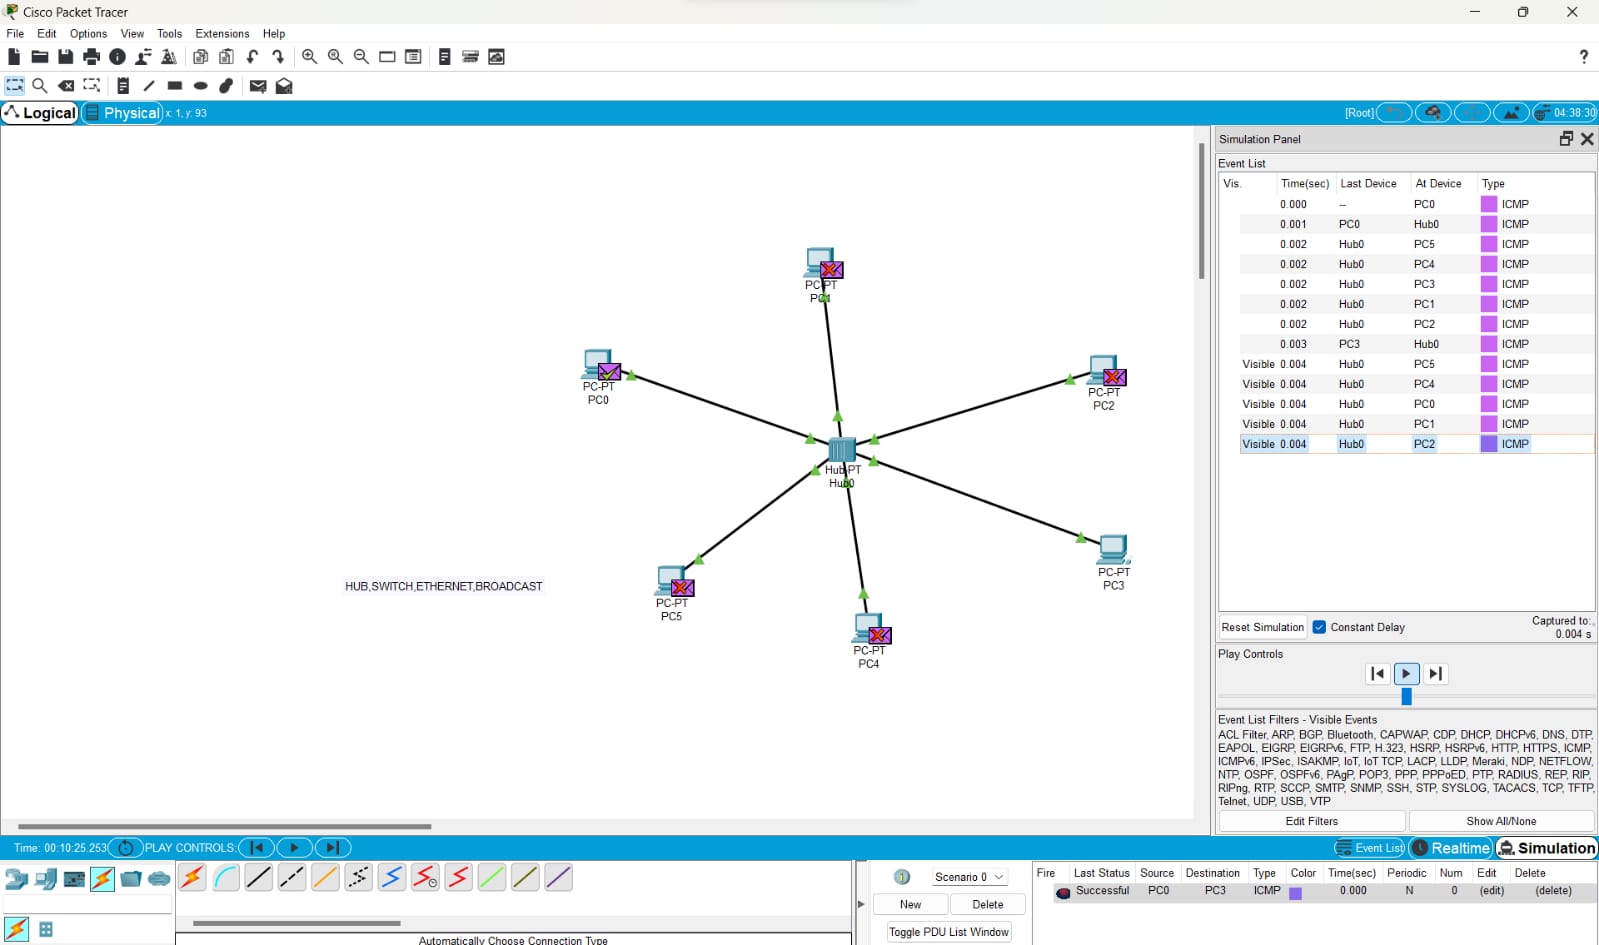 Cisco Packet Tracer
File Edit Options View Tools Extensions Help
?
Logical Physical x: 1, y: 93 [Root] 04:38:30
Simulation Panel
Event List
Vis. Time(sec) Last Device At Device Type
0.000 -- PC0 ICMP
0.001 PC0 Hub0 ICMP
0.002 Hub0 PC5 ICMP
0.002 Hub0 PC4 ICMP
0.002 Hub0 PC3 ICMP
0.002 Hub0 PC1 ICMP
0.002 Hub0 PC2 ICMP
0.003 PC3 Hub0 ICMP
Visible 0.004 Hub0 PC5 ICMP
Visible 0.004 Hub0 PC4 ICMP
Visible 0.004 Hub0 PC0 ICMP
Visible 0.004 Hub0 PC1 ICMP
Visible 0.004 Hub0 PC2 ICMP
PC-PT
PC1
PC-PT
PC0
PC-PT
PC2
Hub-PT
Hub0
PC-PT
PC3
HUB,SWITCH,ETHERNET,BROADCAST
PC-PT
PC5
PC-PT
PC4
Reset Simulation Constant Delay Captured to:
0.004 s
Play Controls
Event List Filters - Visible Events
ACL Filter, ARP, BGP, Bluetooth, CAPWAP, CDP, DHCP, DHCPv6, DNS, DTP,
EAPOL, EIGRP, EIGRPv6, FTP, H.323, HSRP, HSRPv6, HTTP, HTTPS, ICMP,
ICMPv6, IPSec, ISAKMP, IoT, IoT TCP, LACP, LLDP, Meraki, NDP, NETFLOW,
NTP, OSPF, OSPFv6, PAgP, POP3, PPP, PPPoED, PTP, RADIUS, REP, RIP,
RIPng, RTP, SCCP, SMTP, SNMP, SSH, STP, SYSLOG, TACACS, TCP, TFTP,
Telnet, UDP, USB, VTP
Edit Filters Show All/None
Time: 00:10:25.253 PLAY CONTROLS: Event List Realtime Simulation
Scenario 0
New Delete
Toggle PDU List Window
Fire Last Status Source Destination Type Color Time(sec) Periodic Num Edit Delete
Successful PC0 PC3 ICMP 0.000 N 0 (edit) (delete)
Automatically Choose Connection Type